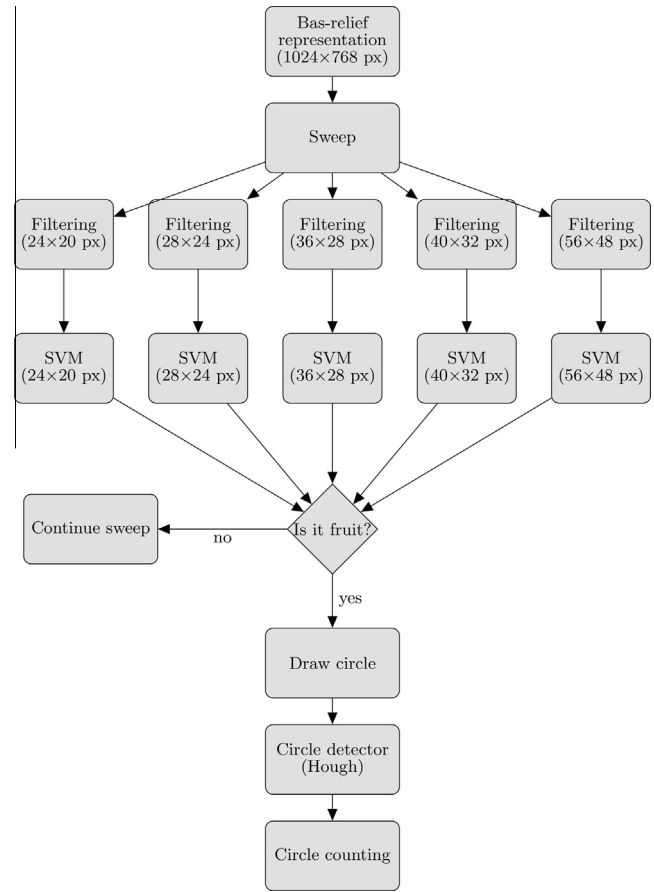 Bas-relief
representation
(1024×768 px)
Sweep
Filtering
(24×20 px)
Filtering
(28×24 px)
Filtering
(36×28 px)
Filtering
(40×32 px)
Filtering
(56×48 px)
SVM
(24×20 px)
SVM
(28×24 px)
SVM
(36×28 px)
SVM
(40×32 px)
SVM
(56×48 px)
Is it fruit?
Continue sweep
no
yes
Draw circle
Circle detector
(Hough)
Circle counting